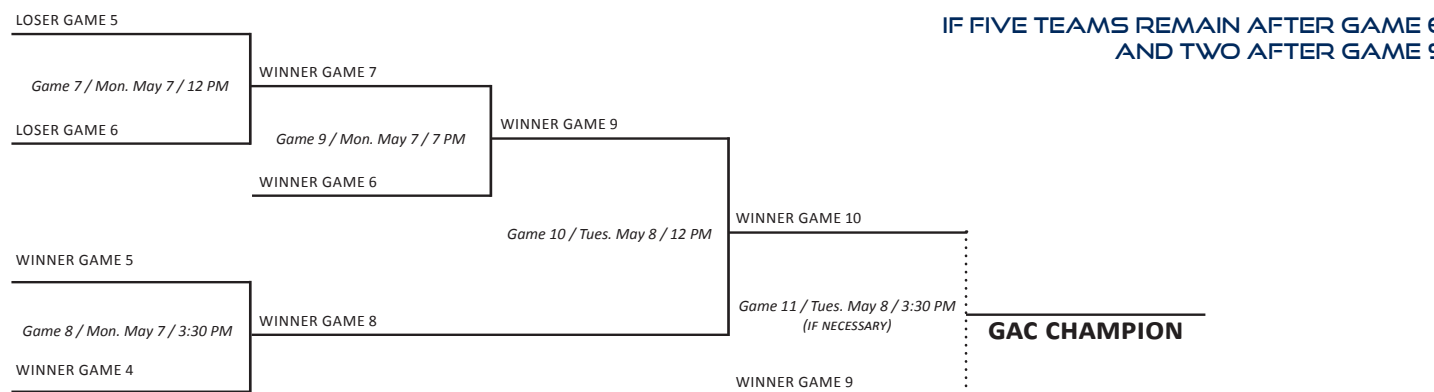 LOSER GAME 5
IF FIVE TEAMS REMAIN AFTER GAME 6
AND TWO AFTER GAME 9
Game 7 / Mon. May 7 / 12 PM
WINNER GAME 7
LOSER GAME 6
Game 9 / Mon. May 7 / 7 PM
WINNER GAME 9
WINNER GAME 6
Game 10 / Tues. May 8 / 12 PM
WINNER GAME 10
WINNER GAME 5
Game 8 / Mon. May 7 / 3:30 PM
WINNER GAME 8
Game 11 / Tues. May 8 / 3:30 PM
(IF NECESSARY)
GAC CHAMPION
WINNER GAME 4
WINNER GAME 9